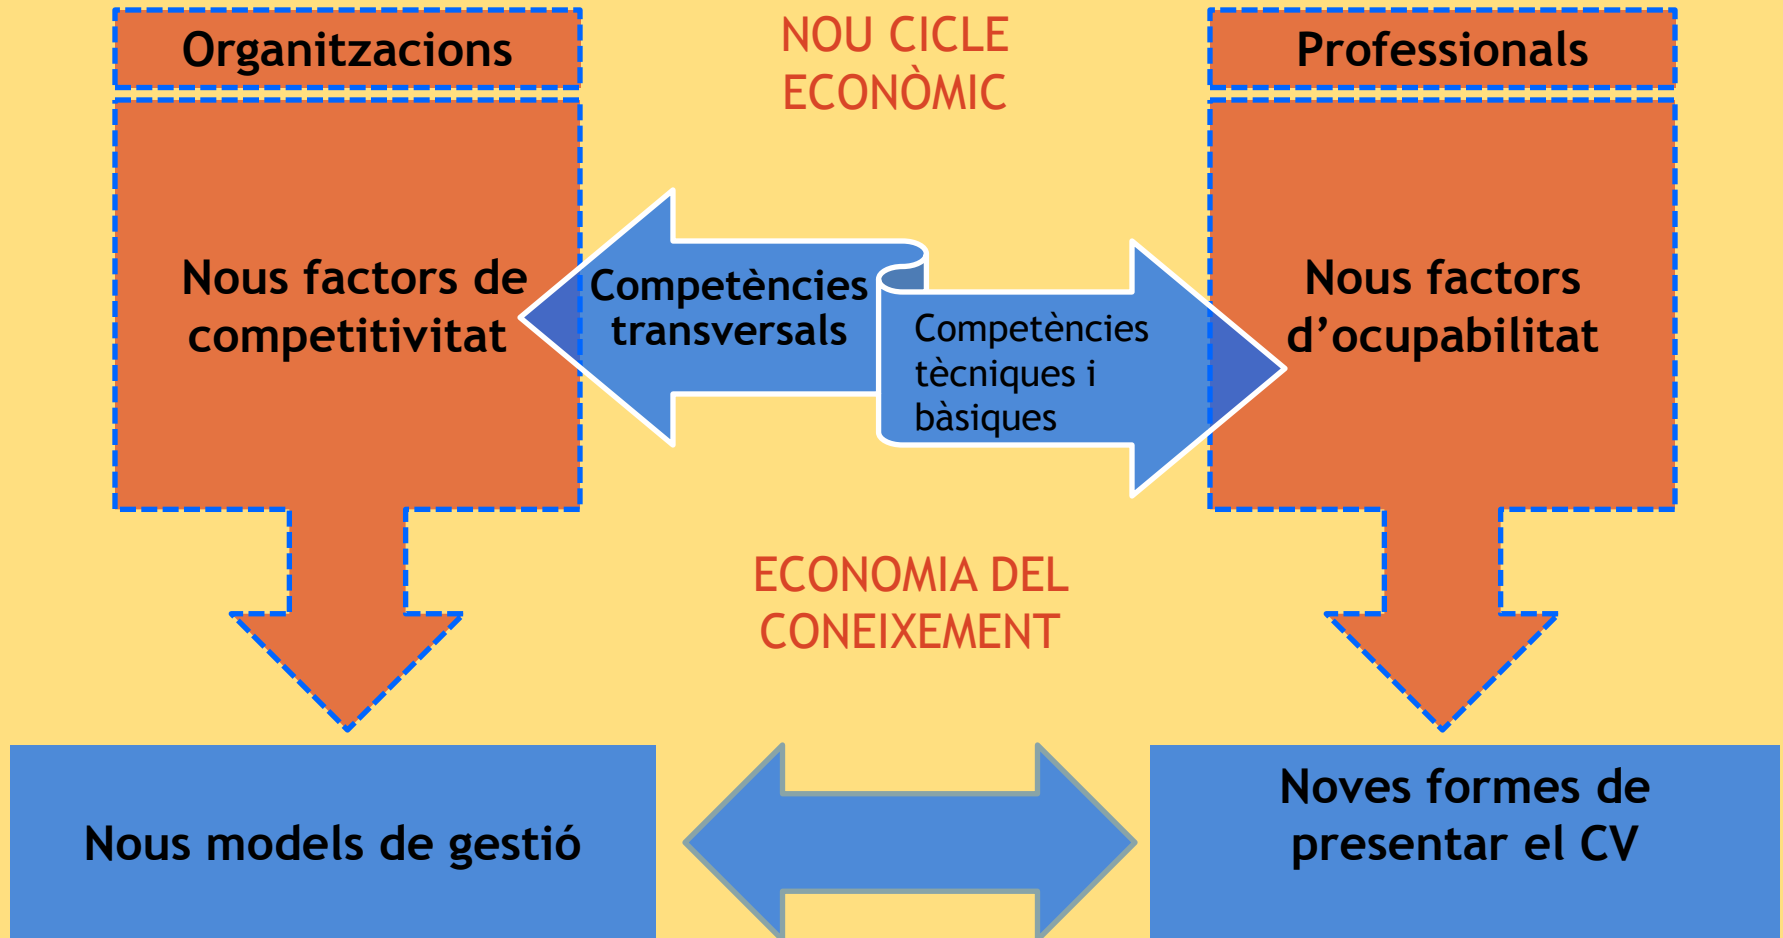 Organitzacions
NOU CICLE
ECONÒMIC
Professionals
Nous factors de
competitivitat
Competències
transversals
Competències
tècniques i
bàsiques
Nous factors
d’ocupabilitat
ECONOMIA DEL
CONEIXEMENT
Nous models de gestió
Noves formes de
presentar el CV